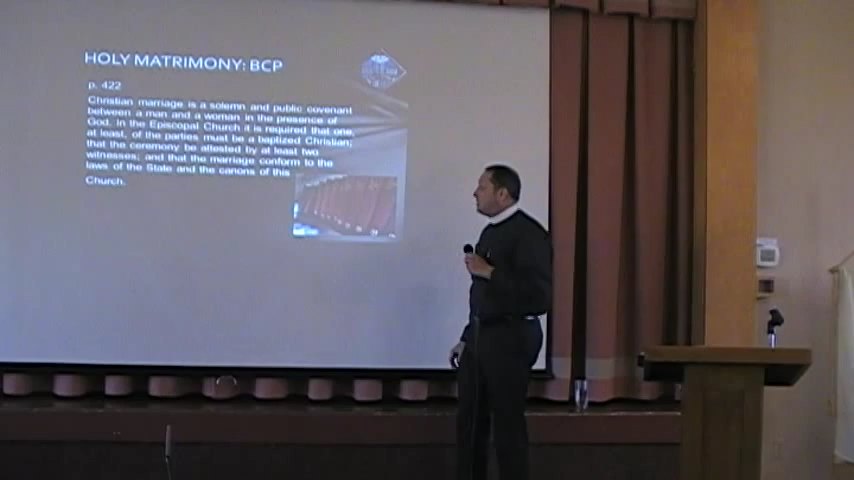 HOLY MATRIMONY: BCP
p. 422
Christian marriage is a solemn and public covenant
between a man and a woman in the presence of
God. In the Episcopal Church it is required that one,
at least, of the parties must be a baptized Christian;
that the ceremony be attested by at least two
witnesses; and that the marriage conform to the
laws of the State and the canons of this
Church.